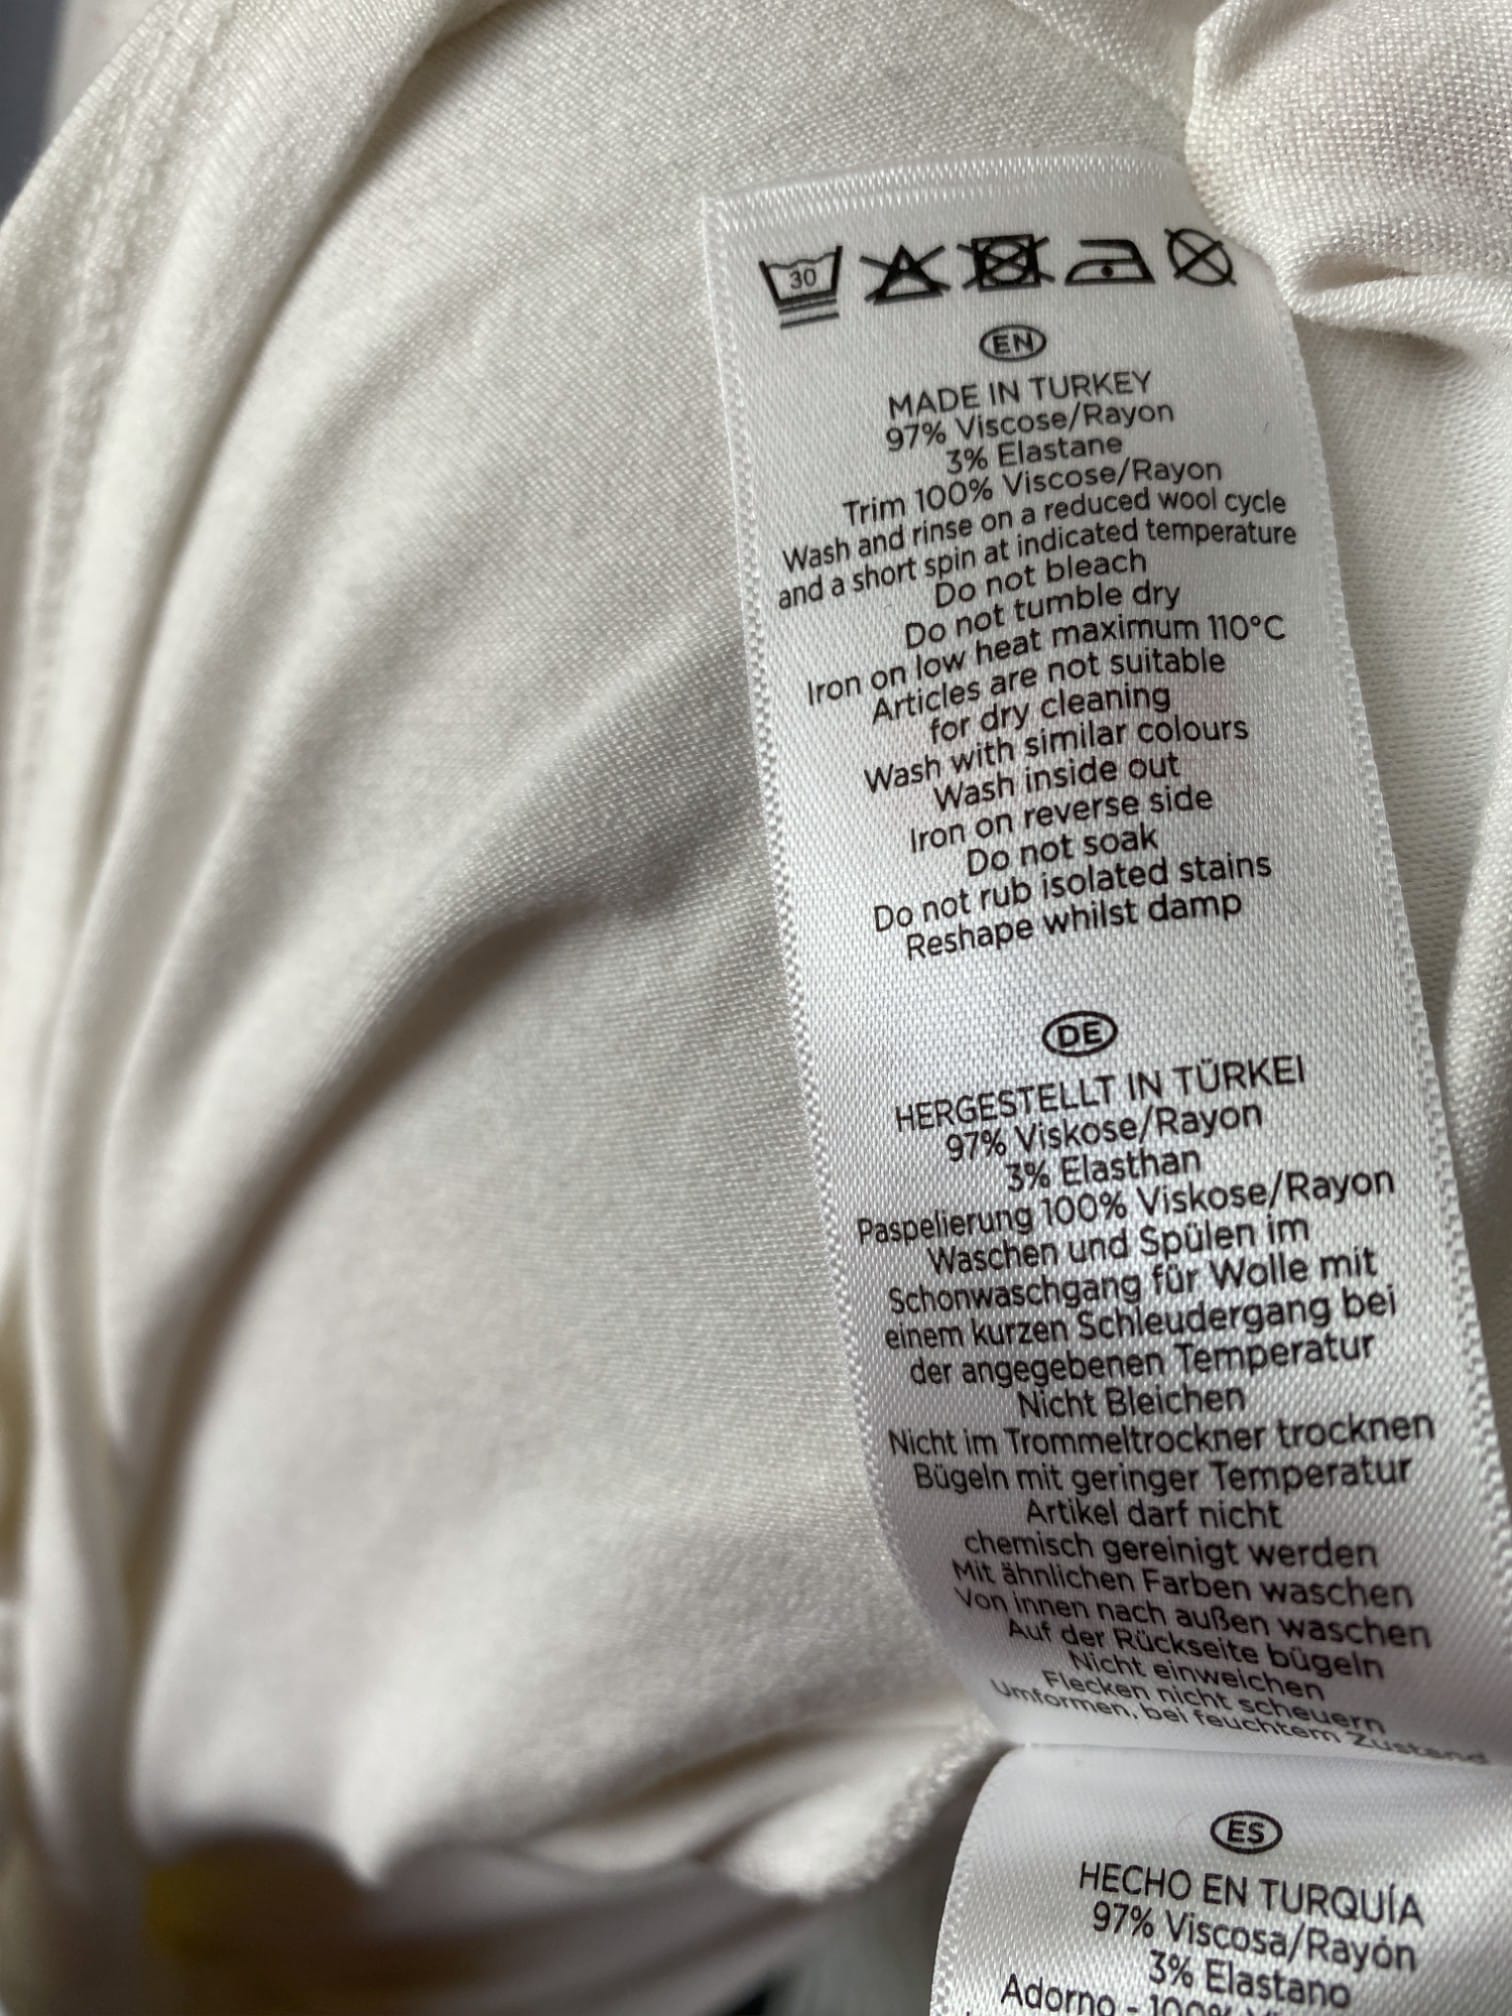 30
EN
MADE IN TURKEY
97% Viscose/Rayon
3% Elastane
Trim 100% Viscose/Rayon
Wash and rinse on a reduced wool cycle
and a short spin at indicated temperature
Do not bleach
Do not tumble dry
Iron on low heat maximum 110°C
Articles are not suitable
for dry cleaning
Wash with similar colours
Wash inside out
Iron on reverse side
Do not soak
Do not rub isolated stains
Reshape whilst damp
DE
HERGESTELLT IN TÜRKEI
97% Viskose/Rayon
3% Elasthan
Paspelierung 100% Viskose/Rayon
Waschen und Spülen im
Schonwaschgang für Wolle mit
einem kurzen Schleudergang bei
der angegebenen Temperatur
Nicht Bleichen
Nicht im Trommeltrockner trocknen
Bügeln mit geringer Temperatur
Artikel darf nicht
chemisch gereinigt werden
Mit ähnlichen Farben waschen
Von innen nach außen waschen
Auf der Rückseite bügeln
Nicht einweichen
Flecken nicht scheuern
Umformen, bei feuchtem Zustand
ES
HECHO EN TURQUÍA
97% Viscosa/Rayón
3% Elastano
Adorno - 100%